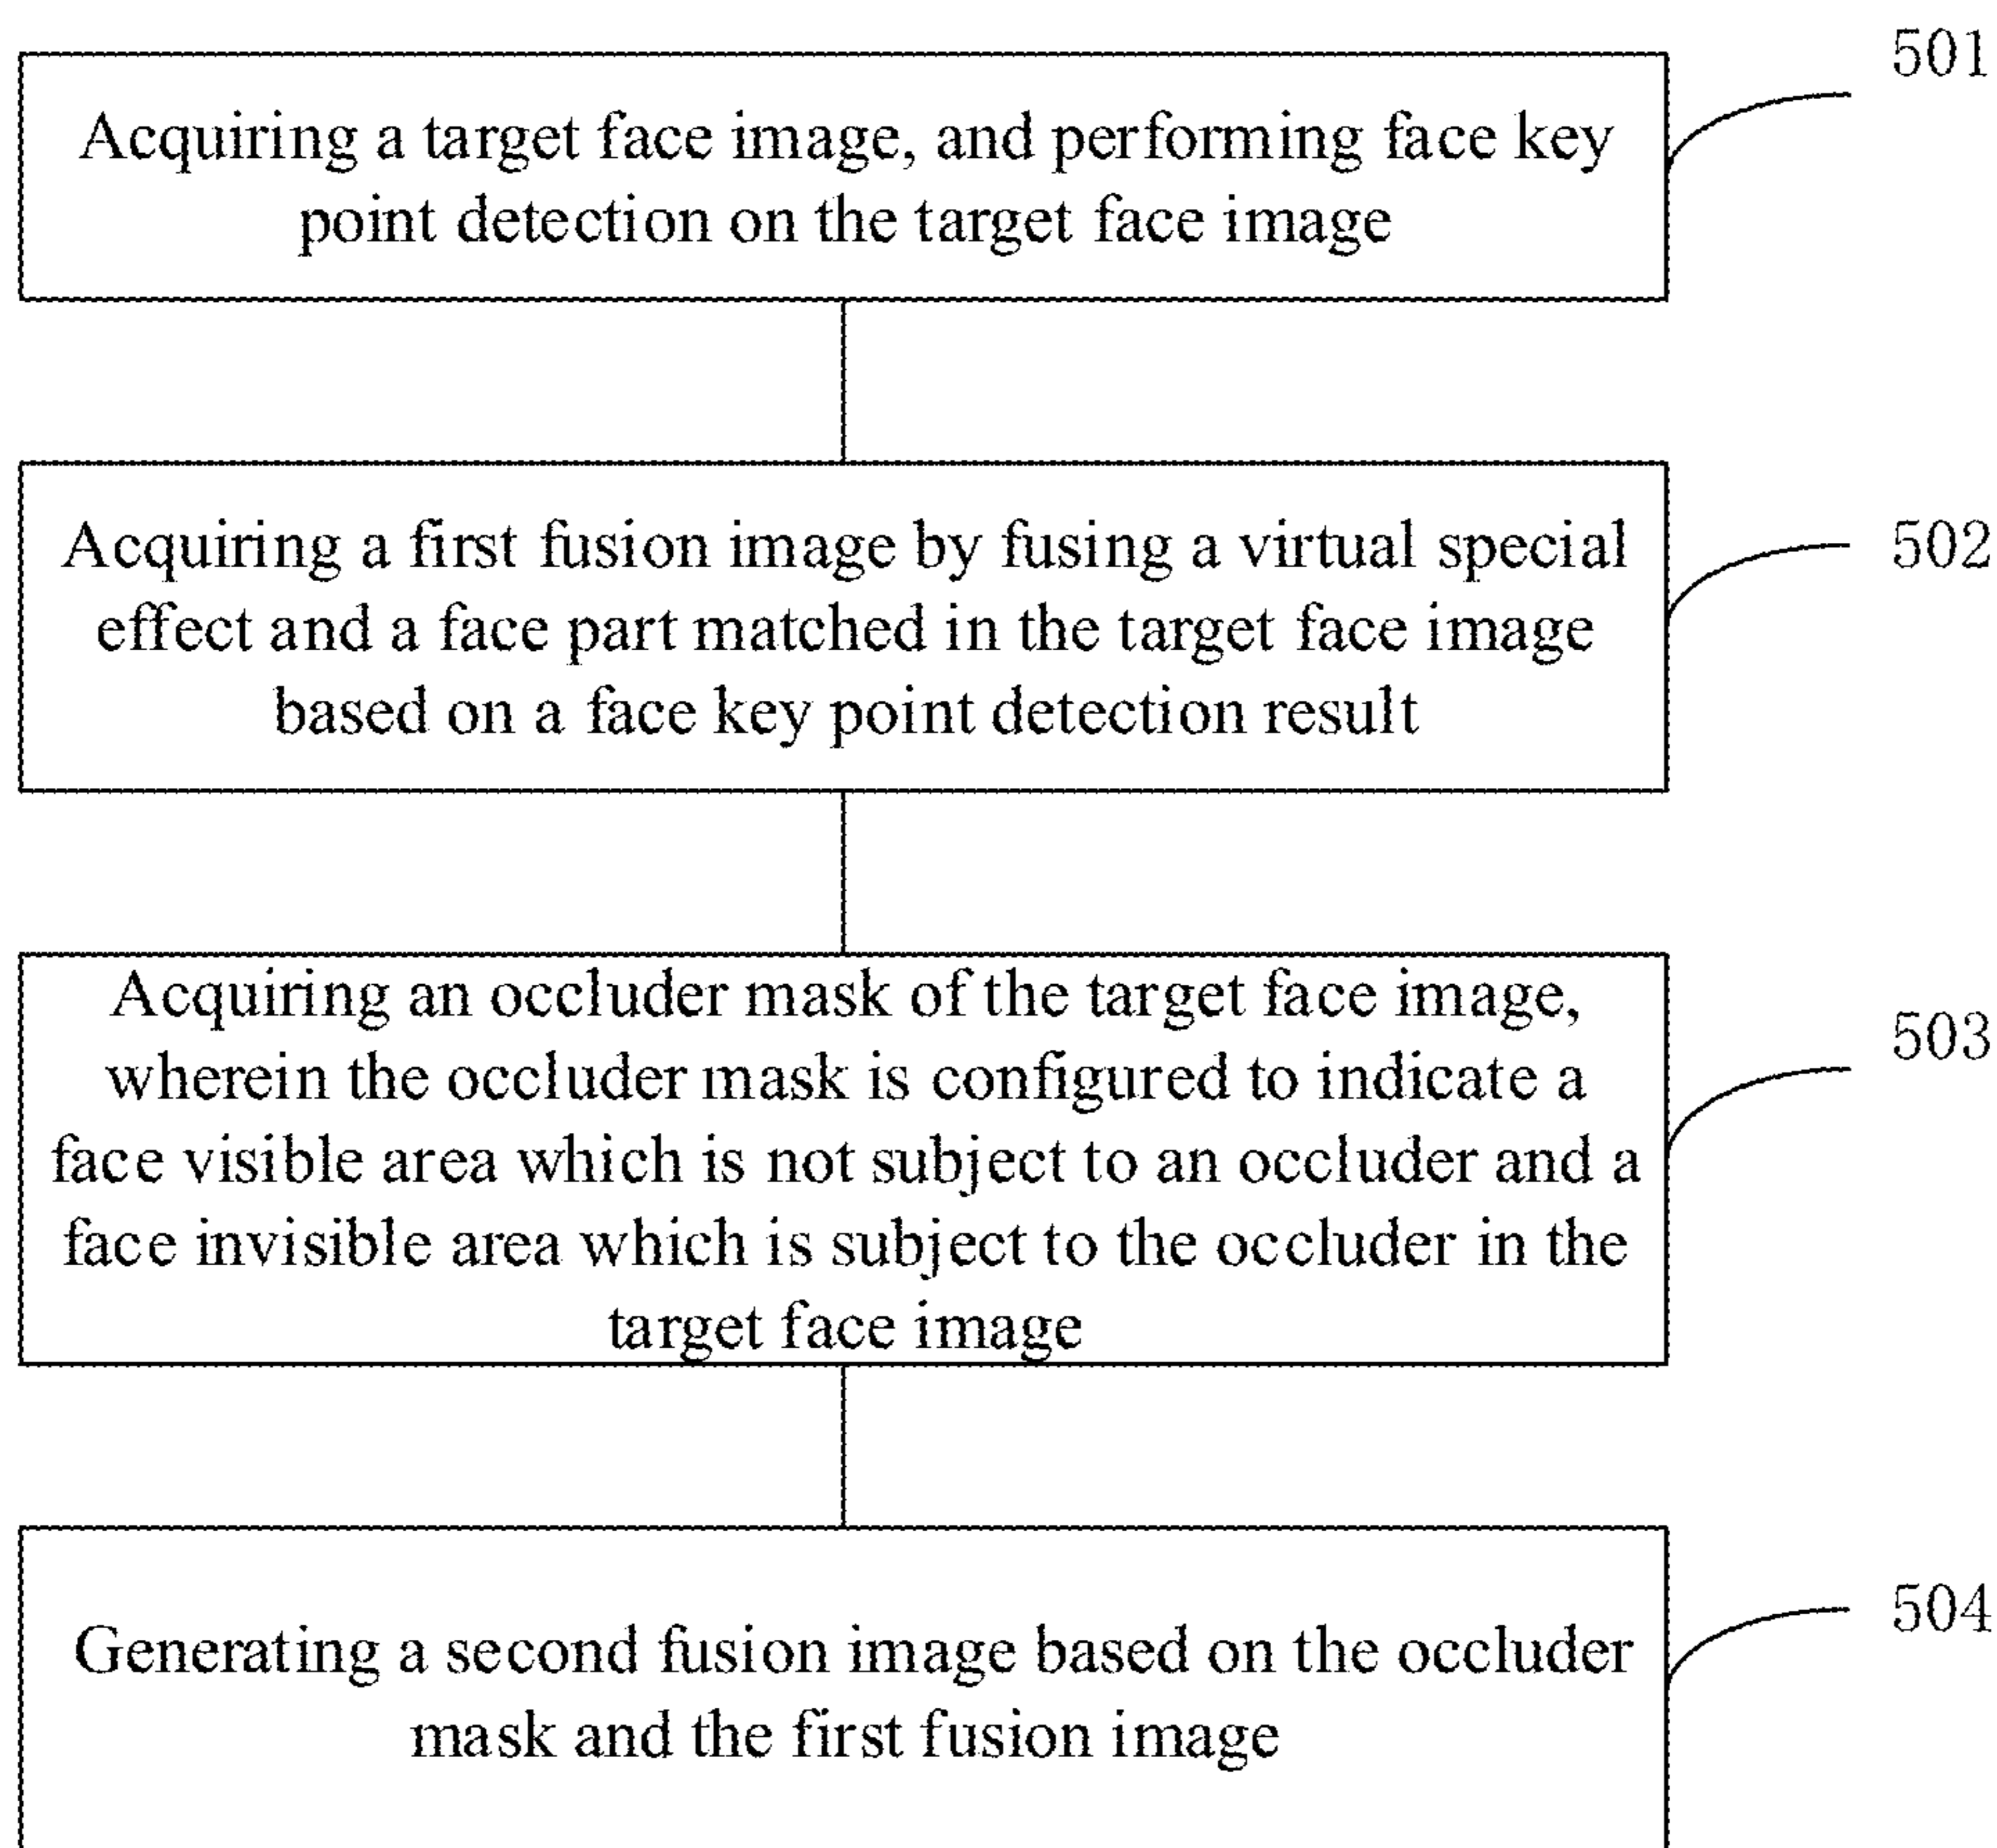 501
Acquiring a target face image, and performing face key
point detection on the target face image
502
Acquiring a first fusion image by fusing a virtual special
effect and a face part matched in the target face image
based on a face key point detection result
503
Acquiring an occluder mask of the target face image,
wherein the occluder mask is configured to indicate a
face visible area which is not subject to an occluder and a
face invisible area which is subject to the occluder in the
target face image
504
Generating a second fusion image based on the occluder
mask and the first fusion image